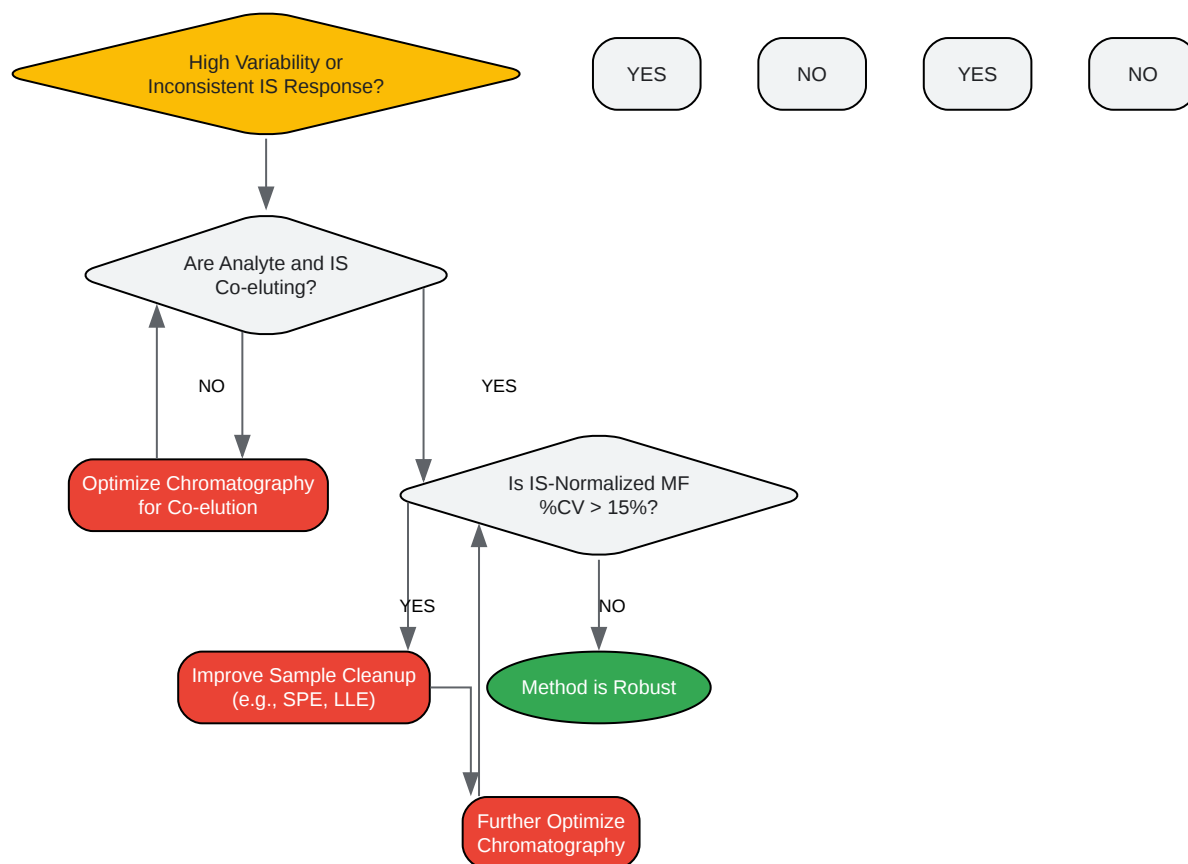 High Variability or
Inconsistent IS Response?
YES
NO
YES
NO
Are Analyte and IS
Co-eluting?
NO
YES
Optimize Chromatography
for Co-elution
Is IS-Normalized MF
%CV > 15%?
YES
NO
Improve Sample Cleanup
(e.g., SPE, LLE)
Method is Robust
Further Optimize
Chromatography